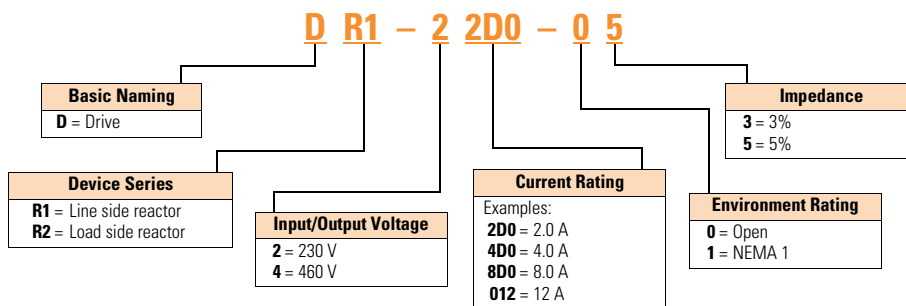 D R1 – 2 2D0 – 0 5
Basic Naming
D = Drive
Device Series
R1 = Line side reactor
R2 = Load side reactor
Input/Output Voltage
2 = 230 V
4 = 460 V
Current Rating
Examples:
2D0 = 2.0 A
4D0 = 4.0 A
8D0 = 8.0 A
012 = 12 A
Environment Rating
0 = Open
1 = NEMA 1
Impedance
3 = 3%
5 = 5%